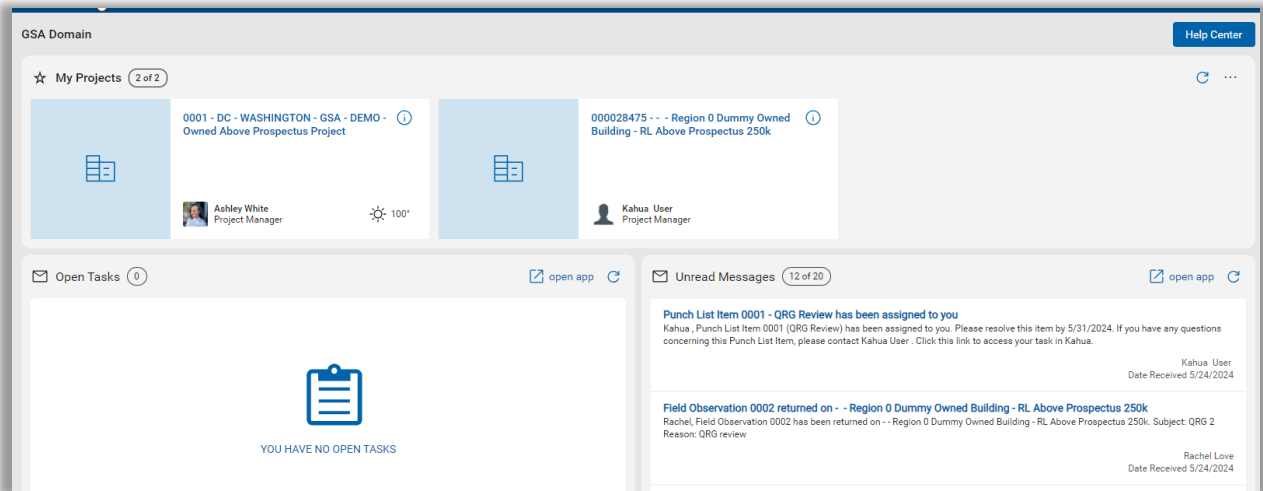 GSA Domain
Help Center
My Projects 2 of 2
0001 - DC - WASHINGTON - GSA - DEMO -
Owned Above Prospectus Project
Ashley White
Project Manager
100°
000028475 - - - Region 0 Dummy Owned
Building - RL Above Prospectus 250k
Kahua User
Project Manager
Open Tasks 0
open app
YOU HAVE NO OPEN TASKS
Unread Messages 12 of 20
open app
Punch List Item 0001 - QRG Review has been assigned to you
Kahua , Punch List Item 0001 (QRG Review) has been assigned to you. Please resolve this item by 5/31/2024. If you have any questions
concerning this Punch List Item, please contact Kahua User . Click this link to access your task in Kahua.
Kahua User
Date Received 5/24/2024
Field Observation 0002 returned on - - Region 0 Dummy Owned Building - RL Above Prospectus 250k
Rachel, Field Observation 0002 has been returned on - - Region 0 Dummy Owned Building - RL Above Prospectus 250k. Subject: QRG 2
Reason: QRG review
Rachel Love
Date Received 5/24/2024